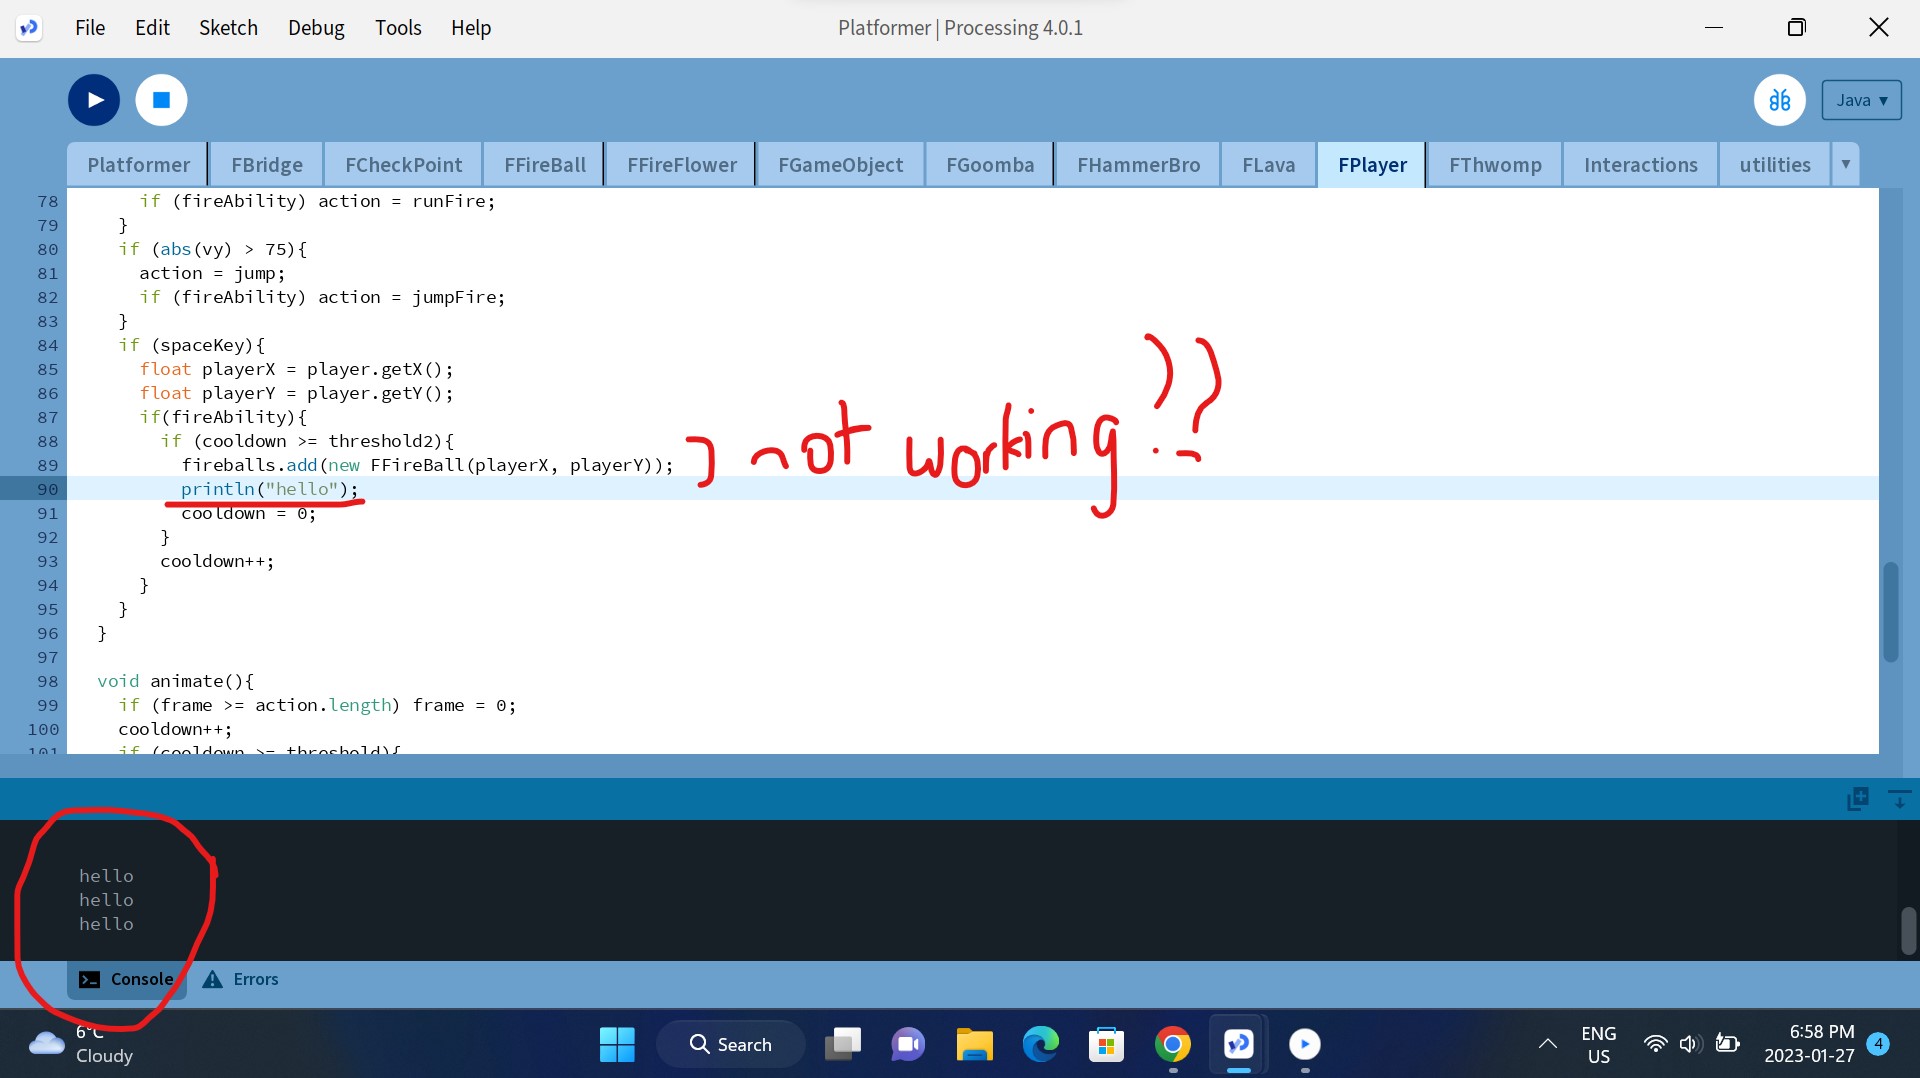 File Edit Sketch Debug Tools Help
Platformer | Processing 4.0.1
Java ▼
Platformer FBridge FCheckPoint FFireBall FFireFlower FGameObject FGoomba FHammerBro FLava FPlayer FThwomp Interactions utilities ▼
78 if (fireAbility) action = runFire;
79 }
80 if (abs(vy) > 75){
81 action = jump;
82 if (fireAbility) action = jumpFire;
83 }
84 if (spaceKey){
85 float playerX = player.getX();
86 float playerY = player.getY();
87 if(fireAbility){
88 if (cooldown >= threshold2){
89 fireballs.add(new FFireBall(playerX, playerY));
90 println("hello");
91 cooldown = 0;
92 }
93 cooldown++;
94 }
95 }
96 }
97
98 void animate(){
99 if (frame >= action.length) frame = 0;
100 cooldown++;
101 if (cooldown >= threshold){
not working ??
hello
hello
hello
Console Errors
6°C
Cloudy
Search
ENG
US
6:58 PM
2023-01-27
4